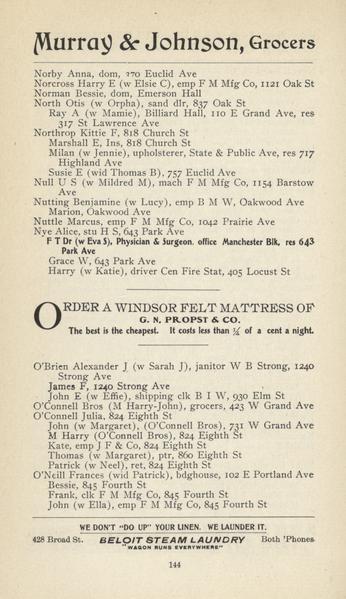 Murray & Johnson, Grocers
Norby Anna, dom, 270 Euclid Ave
Norcross Harry E (w Elsie C), emp F M Mfg Co, 1121 Oak St
Norman Bessie, dom, Emerson Hall
North Otis (w Orpha), sand dlr, 837 Oak St
Ray A (w Mamie), Billiard Hall, 110 E Grand Ave, res
317 St Lawrence Ave
Northrop Kittie F, 818 Church St
Marshall E, Ins, 818 Church St
Milan (w Jennie), upholsterer, State & Public Ave, res 717
Highland Ave
Susie E (wid Thomas B), 757 Euclid Ave
Null U S (w Mildred M), mach F M Mfg Co, 1154 Barstow
Ave
Nutting Benjamine (w Lucy), emp B M W, Oakwood Ave
Marion, Oakwood Ave
Nuttle Marcus, emp F M Mfg Co, 1042 Prairie Ave
Nye Alice, stu H S, 643 Park Ave
F T Dr (w Eva S), Physician & Surgeon, office Manchester Blk, res 643
Park Ave
Grace W, 643 Park Ave
Harry (w Katie), driver Cen Fire Stat, 405 Locust St
ORDER A WINDSOR FELT MATTRESS OF
G. N. PROPST & CO.
The best is the cheapest. It costs less than ¼ of a cent a night.
O'Brien Alexander J (w Sarah J), janitor W B Strong, 1240
Strong Ave
James F, 1240 Strong Ave
John E (w Effie), shipping clk B I W, 930 Elm St
O'Connell Bros (M Harry-John), grocers, 423 W Grand Ave
O'Connell Julia, 824 Eighth St
John (w Margaret), (O'Connell Bros), 731 W Grand Ave
M Harry (O'Connell Bros), 824 Eighth St
Kate, emp J F & Co, 824 Eighth St
Thomas (w Margaret), ptr, 860 Eighth St
Patrick (w Neel), ret, 824 Eighth St
O'Neill Frances (wid Patrick), bdghouse, 102 E Portland Ave
Bessie, 845 Fourth St
Frank, clk F M Mfg Co, 845 Fourth St
John (w Ella), emp F M Mfg Co, 845 Fourth St
WE DON'T "DO UP" YOUR LINEN. WE LAUNDER IT.
428 Broad St. BELOIT STEAM LAUNDRY Both 'Phones
"WAGON RUNS EVERYWHERE"
144